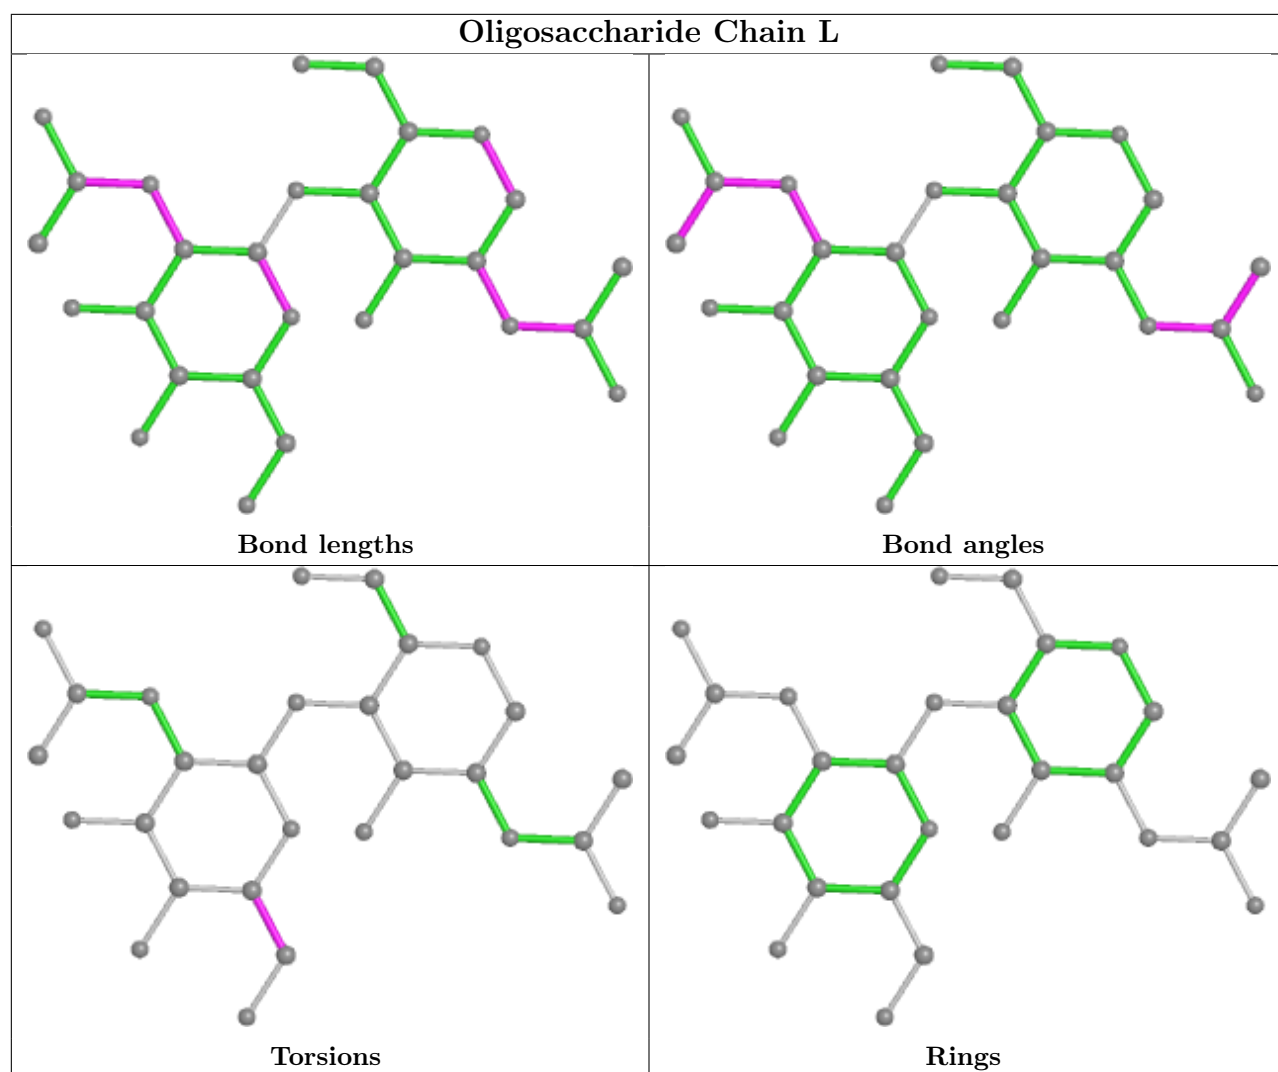 Oligosaccharide Chain L
Bond lengths
Bond angles
Torsions
Rings